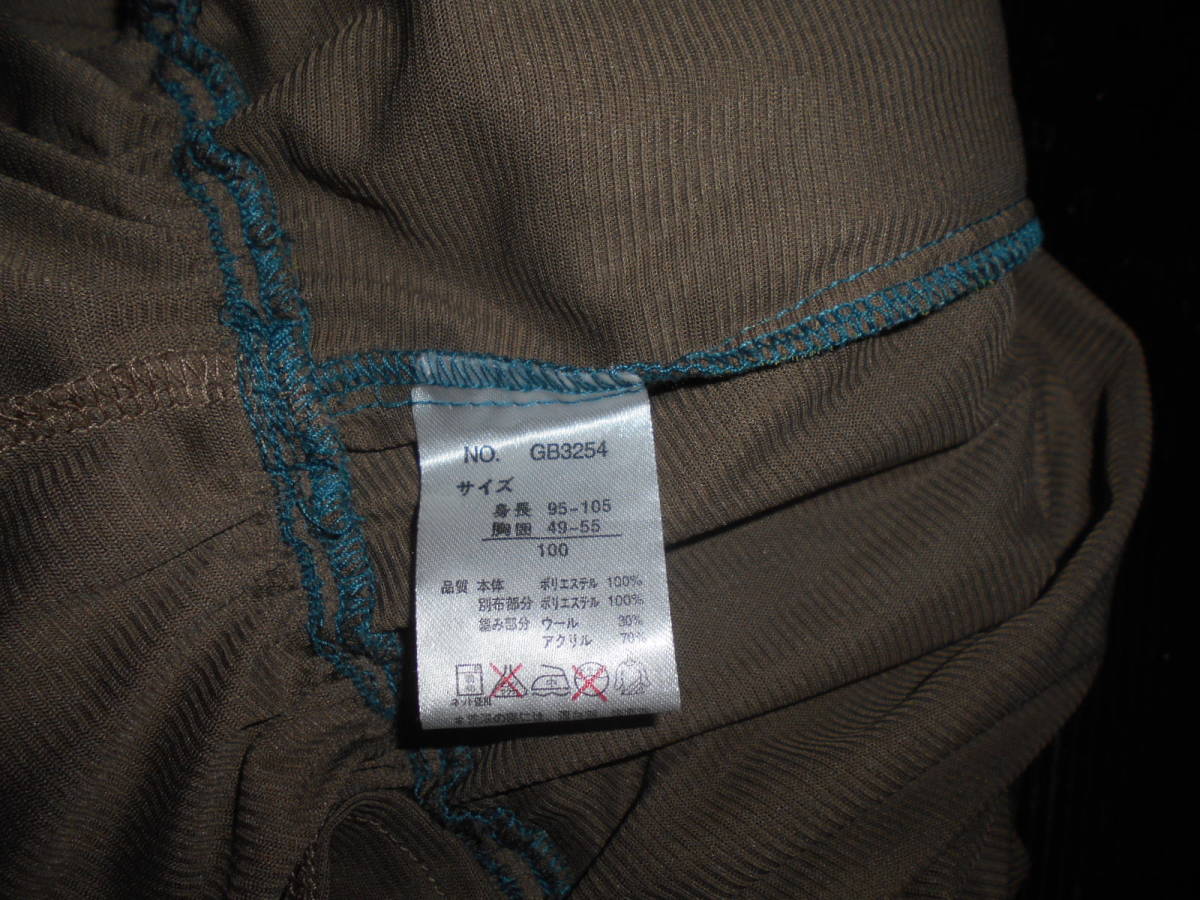 NO. GB3254
サイズ
身長 95-105
胸囲 49-55
100
品質 本体 ポリエステル 100%
別布部分 ポリエステル 100%
編み部分 ウール 30%
アクリル 70%
中
ネット使用